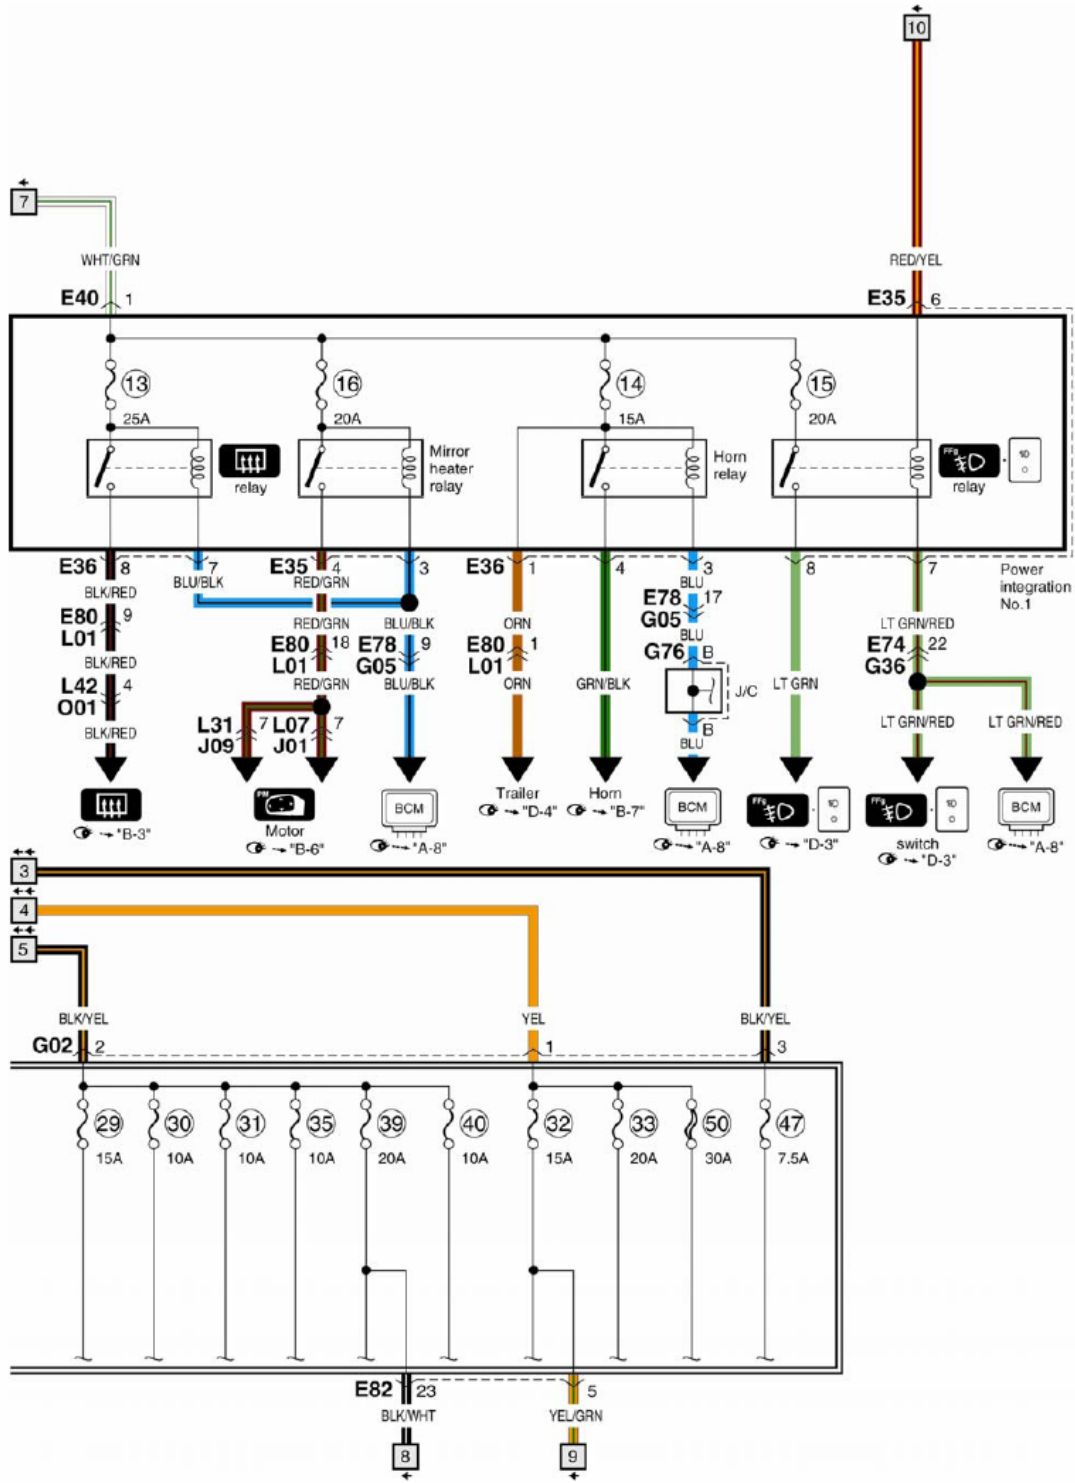 10
7
WHT/GRN
RED/YEL
E40 1
E35 6
13
16
14
15
25A
20A
15A
20A
relay
Mirror
heater
relay
Horn
relay
FFg
1D
relay
E36 8
7
E35 4
3
E36 1
4
3
8
7
Power
integration
No.1
BLK/RED
BLU/BLK
RED/GRN
BLU
E78 17
G05
E80 9
L01
RED/GRN
BLU/BLK
ORN
BLU
LT GRN/RED
E80 18
L01
E78 9
G05
E80 1
L01
G76 B
E74 22
G36
BLK/RED
L42 4
O01
RED/GRN
BLU/BLK
ORN
GRN/BLK
J/C
LT GRN
BLK/RED
L31 7
J09
L07 7
J01
B
BLU
LT GRN/RED
LT GRN/RED
PM
BCM
Trailer
"D-4"
Horn
"B-7"
BCM
FFg
1D
FFg
1D
BCM
"B-3"
Motor
"B-6"
"A-8"
"A-8"
"D-3"
switch
"D-3"
"A-8"
3
4
5
BLK/YEL
YEL
BLK/YEL
G02 2
1
3
29
30
31
35
39
40
32
33
50
47
15A
10A
10A
10A
20A
10A
15A
20A
30A
7.5A
E82 23
5
BLK/WHT
YEL/GRN
8
9